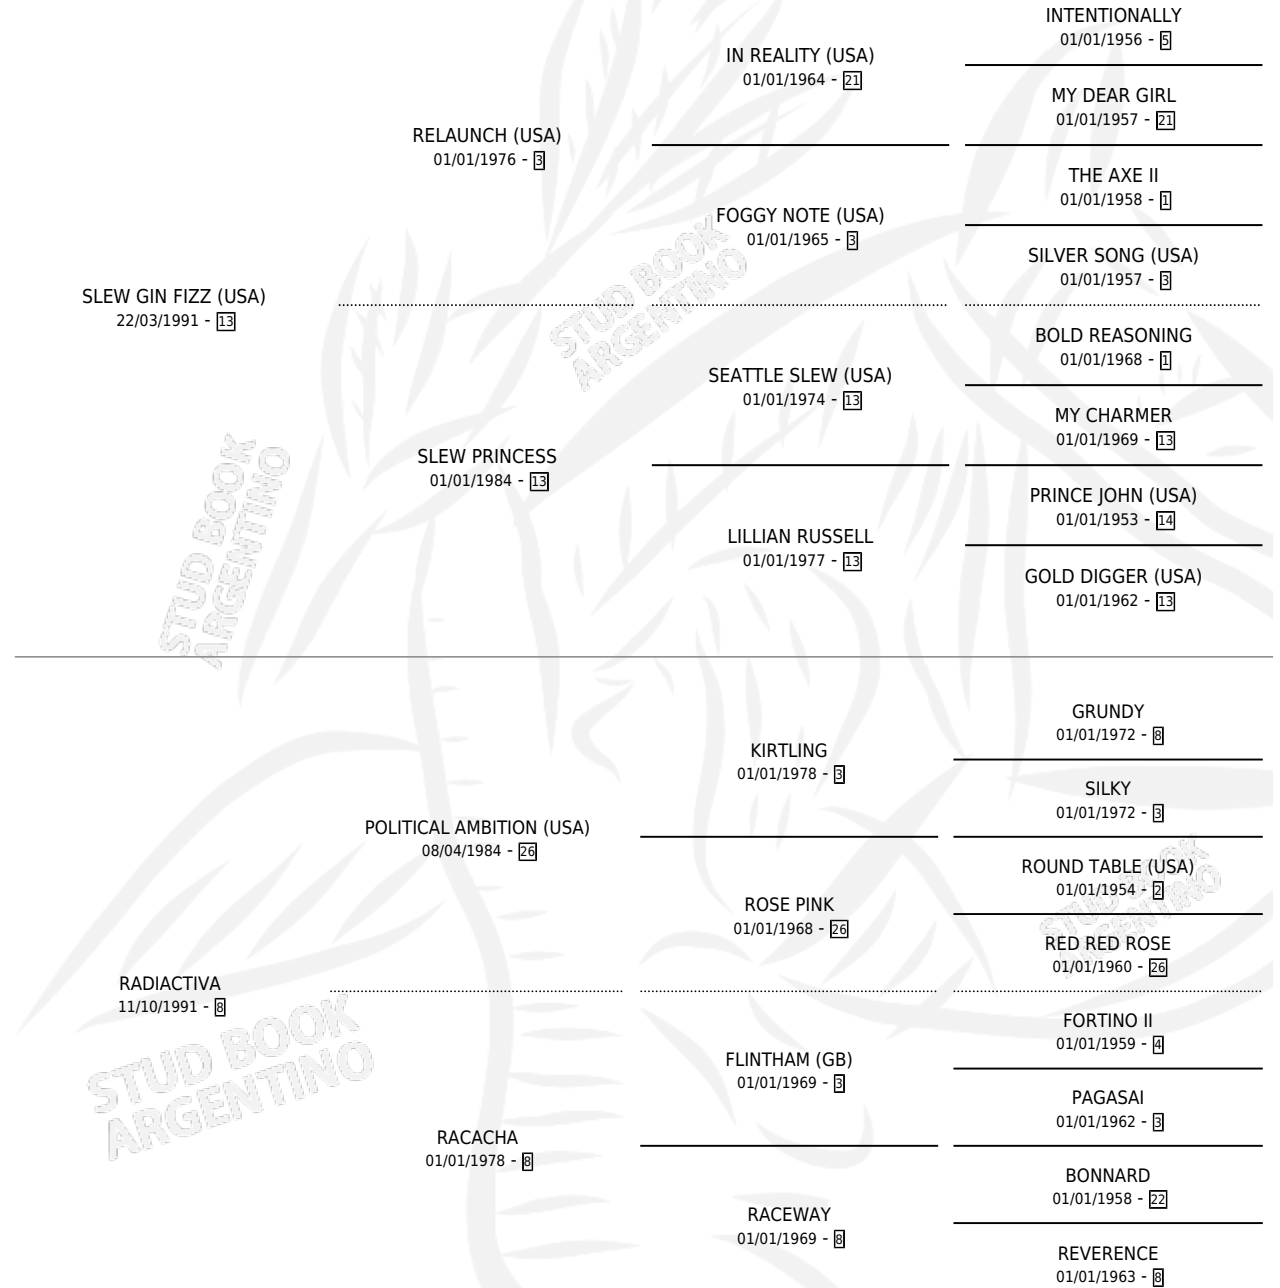 INTENTIONALLY
01/01/1956 - 5
IN REALITY (USA)
01/01/1964 - 21
MY DEAR GIRL
01/01/1957 - 21
RELAUNCH (USA)
01/01/1976 - 3
THE AXE II
01/01/1958 - 1
FOGGY NOTE (USA)
01/01/1965 - 3
SILVER SONG (USA)
01/01/1957 - 3
SLEW GIN FIZZ (USA)
22/03/1991 - 13
BOLD REASONING
01/01/1968 - 1
SEATTLE SLEW (USA)
01/01/1974 - 13
MY CHARMER
01/01/1969 - 13
SLEW PRINCESS
01/01/1984 - 13
PRINCE JOHN (USA)
01/01/1953 - 14
LILLIAN RUSSELL
01/01/1977 - 13
GOLD DIGGER (USA)
01/01/1962 - 13
GRUNDY
01/01/1972 - 8
KIRTLING
01/01/1978 - 3
SILKY
01/01/1972 - 3
POLITICAL AMBITION (USA)
08/04/1984 - 26
ROUND TABLE (USA)
01/01/1954 - 2
ROSE PINK
01/01/1968 - 26
RED RED ROSE
01/01/1960 - 26
RADIACTIVA
11/10/1991 - 8
FORTINO II
01/01/1959 - 4
FLINTHAM (GB)
01/01/1969 - 3
PAGASAI
01/01/1962 - 3
RACACHA
01/01/1978 - 8
BONNARD
01/01/1958 - 22
RACEWAY
01/01/1969 - 8
REVERENCE
01/01/1963 - 8
STUD BOOK
ARGENTINO
STUD BOOK
ARGENTINO
STUD BOOK
ARGENTINO
STUD BOOK
ARGENTINO